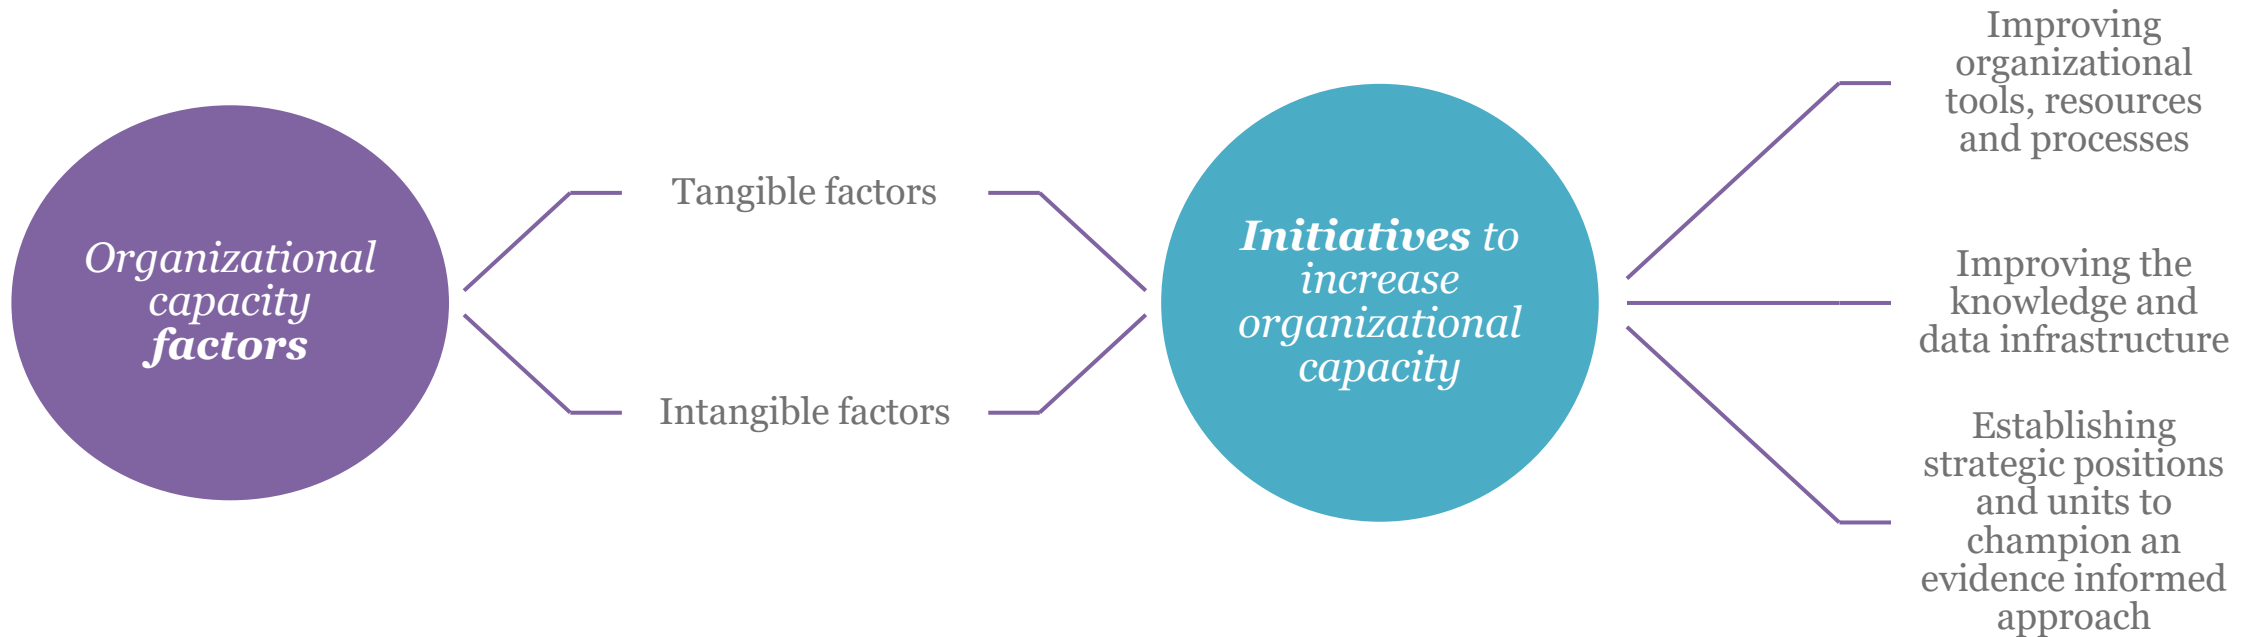 Organizational
capacity
factors
Tangible factors
Intangible factors
Initiatives to
increase
organizational
capacity
Improving
organizational
tools, resources
and processes
Improving the
knowledge and
data infrastructure
Establishing
strategic positions
and units to
champion an
evidence informed
approach